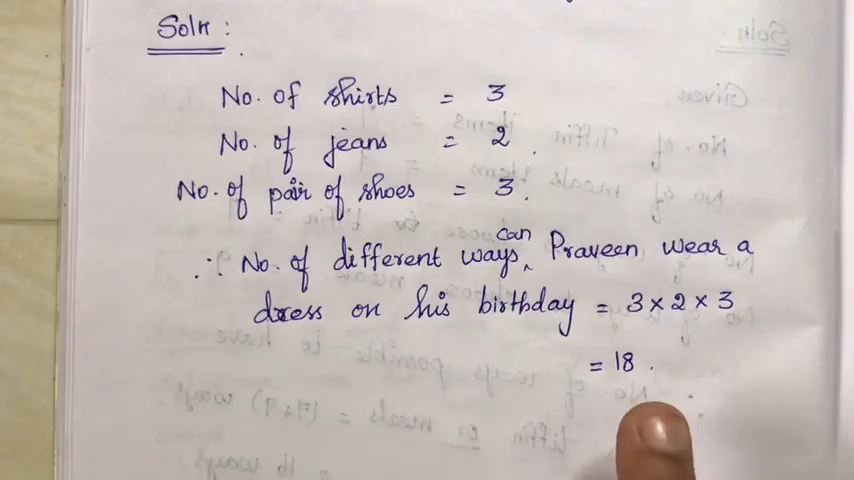 Soln :
No. of shirts = 3
No. of jeans = 2.
No. of pair of shoes = 3.
∴ No. of different ways can Praveen wear a
dress on his birthday = 3 × 2 × 3
= 18.